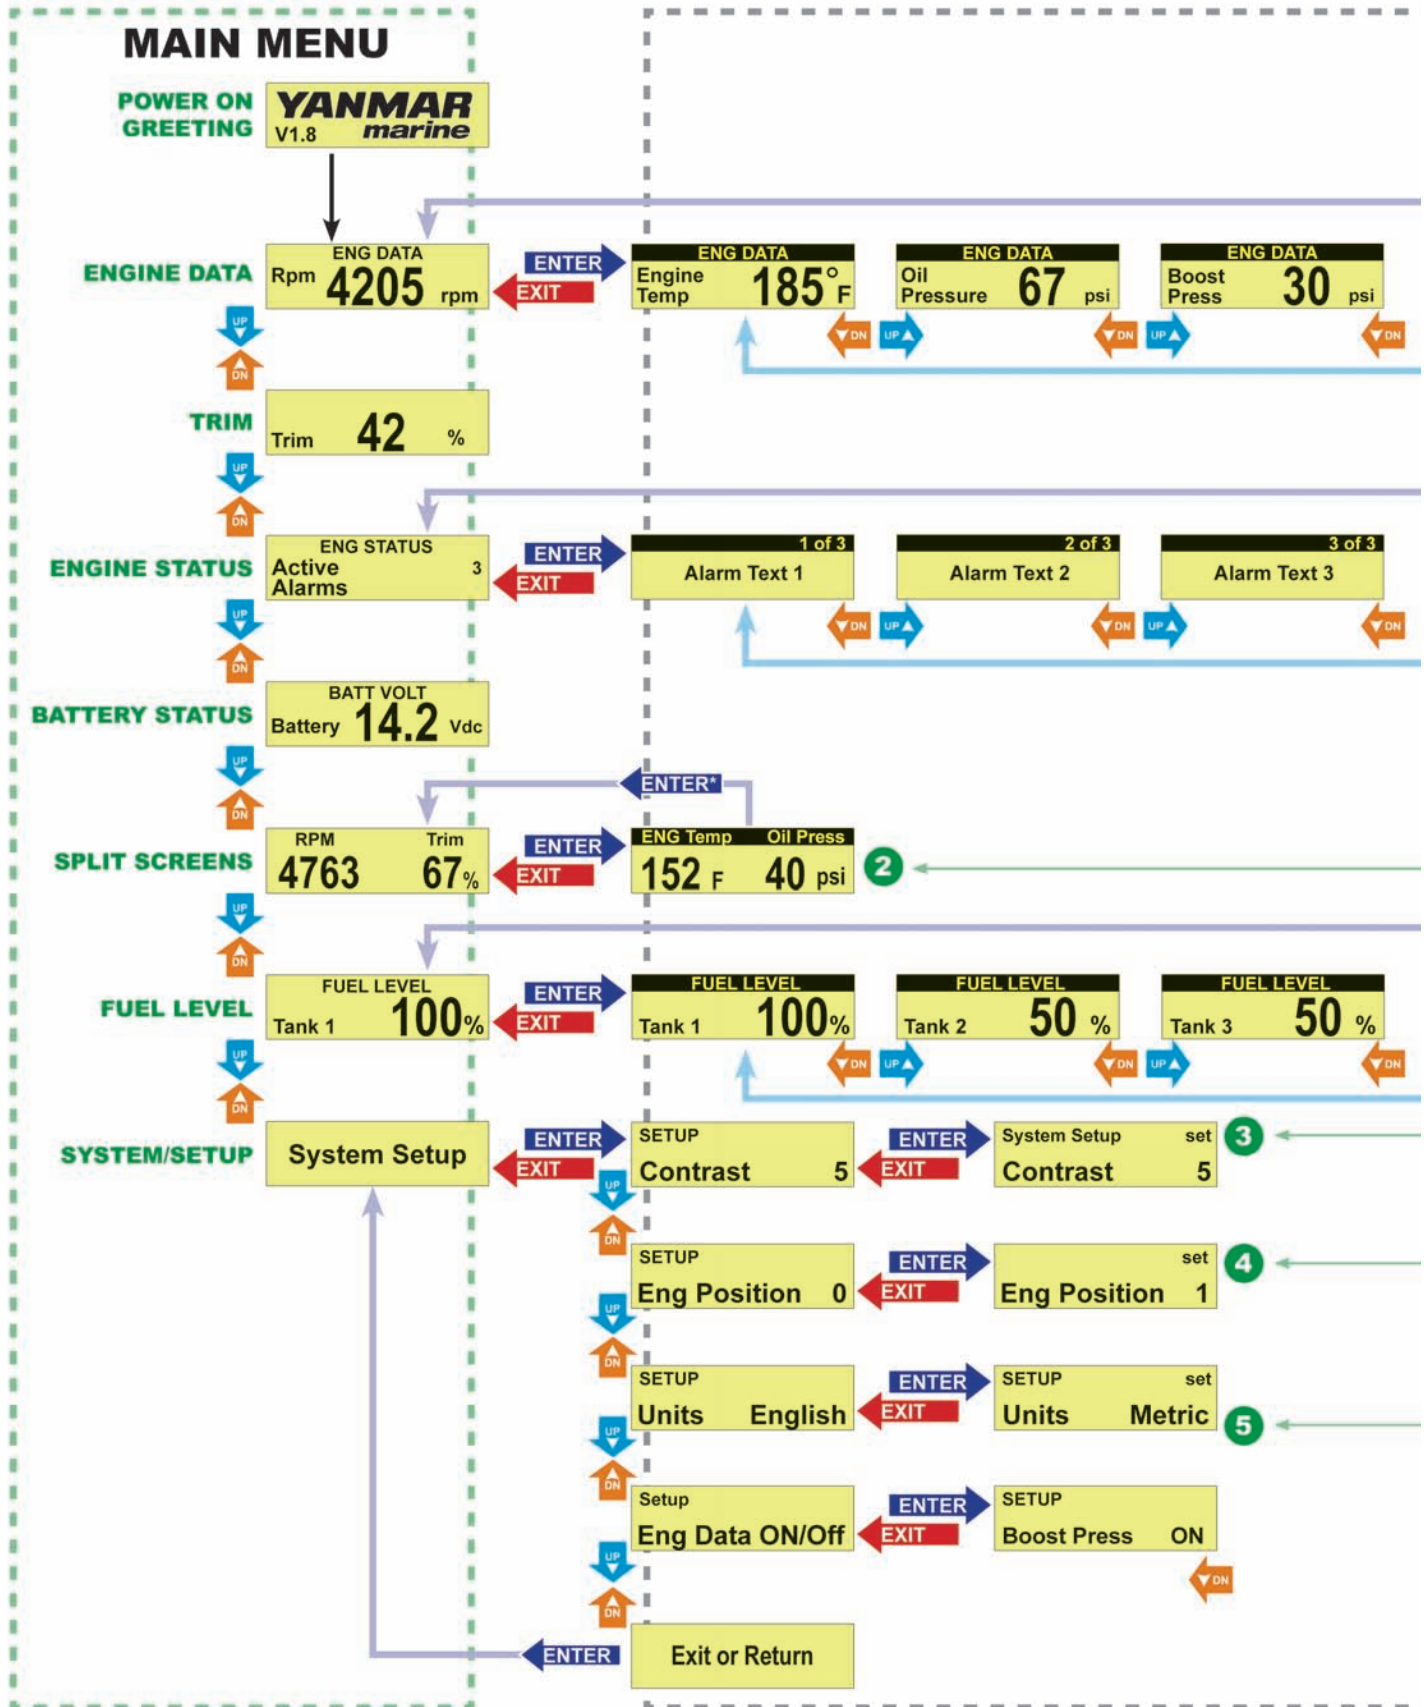 MAIN MENU
POWER ON
GREETING
YANMAR
V1.8 marine
ENGINE DATA
ENG DATA
Rpm 4205 rpm
ENTER
EXIT
ENG DATA
Engine
Temp 185° F
ENG DATA
Oil
Pressure 67 psi
ENG DATA
Boost
Press 30 psi
DN UP DN UP DN
UP
DN
TRIM
Trim 42 %
UP
DN
ENGINE STATUS
ENG STATUS
Active
Alarms 3
ENTER
EXIT
1 of 3
Alarm Text 1
2 of 3
Alarm Text 2
3 of 3
Alarm Text 3
DN UP DN UP DN
UP
DN
BATTERY STATUS
BATT VOLT
Battery 14.2 Vdc
UP
DN
ENTER*
SPLIT SCREENS
RPM Trim
4763 67%
ENTER
EXIT
ENG Temp Oil Press
152 F 40 psi
2
UP
DN
FUEL LEVEL
FUEL LEVEL
Tank 1 100%
ENTER
EXIT
FUEL LEVEL
Tank 1 100%
FUEL LEVEL
Tank 2 50 %
FUEL LEVEL
Tank 3 50 %
DN UP DN UP DN
UP
DN
SYSTEM/SETUP
System Setup
ENTER
EXIT
SETUP
Contrast 5
ENTER
EXIT
System Setup set
Contrast 5
3
UP
DN
SETUP
Eng Position 0
ENTER
EXIT
set
Eng Position 1
4
UP
DN
SETUP
Units English
ENTER
EXIT
SETUP set
Units Metric
5
UP
DN
Setup
Eng Data ON/Off
ENTER
EXIT
SETUP
Boost Press ON
DN
UP
DN
ENTER
Exit or Return